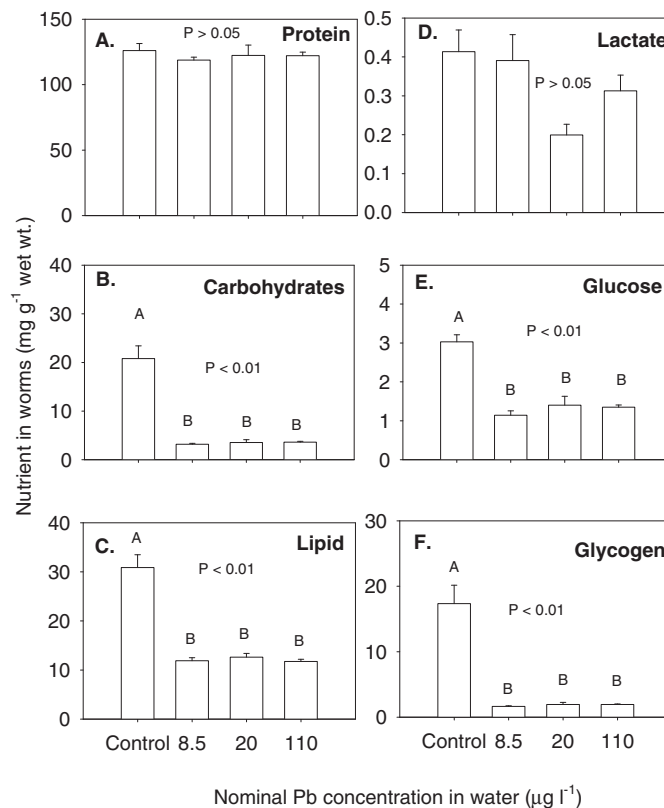 A. P > 0.05 Protein
150
100
50
0
D. Lactate
P > 0.05
0.5
0.4
0.3
0.2
0.1
0.0
B. Carbohydrates
40
30
20
10
0
A
P < 0.01
B B B
E. Glucose
5
4
3
2
1
0
A
P < 0.01
B B B
C. Lipid
40
30
20
10
0
A
P < 0.01
B B B
F. Glycogen
30
20
10
0
A
P < 0.01
B B B
Control 8.5 20 110
Control 8.5 20 110
Nutrient in worms (mg g⁻¹ wet wt.)
Nominal Pb concentration in water (µg l⁻¹)